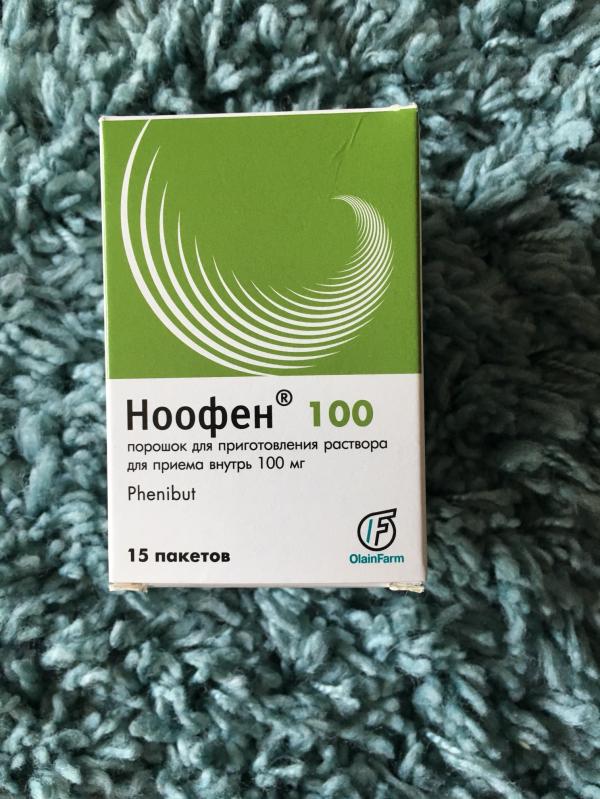 Ноофен® 100
порошок для приготовления раствора
для приема внутрь 100 мг
Phenibut
15 пакетов
OlainFarm